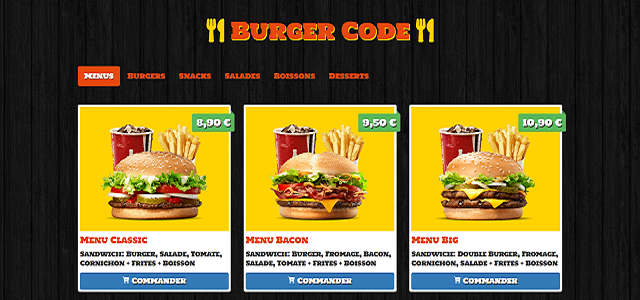 Burger Code
Menus Burgers Snacks Salades Boissons Desserts
8,90 €
9,50 €
10,90 €
Menu Classic
Sandwich: Burger, Salade, Tomate,
Cornichon + Frites + Boisson
Commander
Menu Bacon
Sandwich: Burger, Fromage, Bacon,
Salade, Tomate + Frites + Boisson
Commander
Menu Big
Sandwich: Double Burger, Fromage,
Cornichon, Salade + Frites + Boisson
Commander